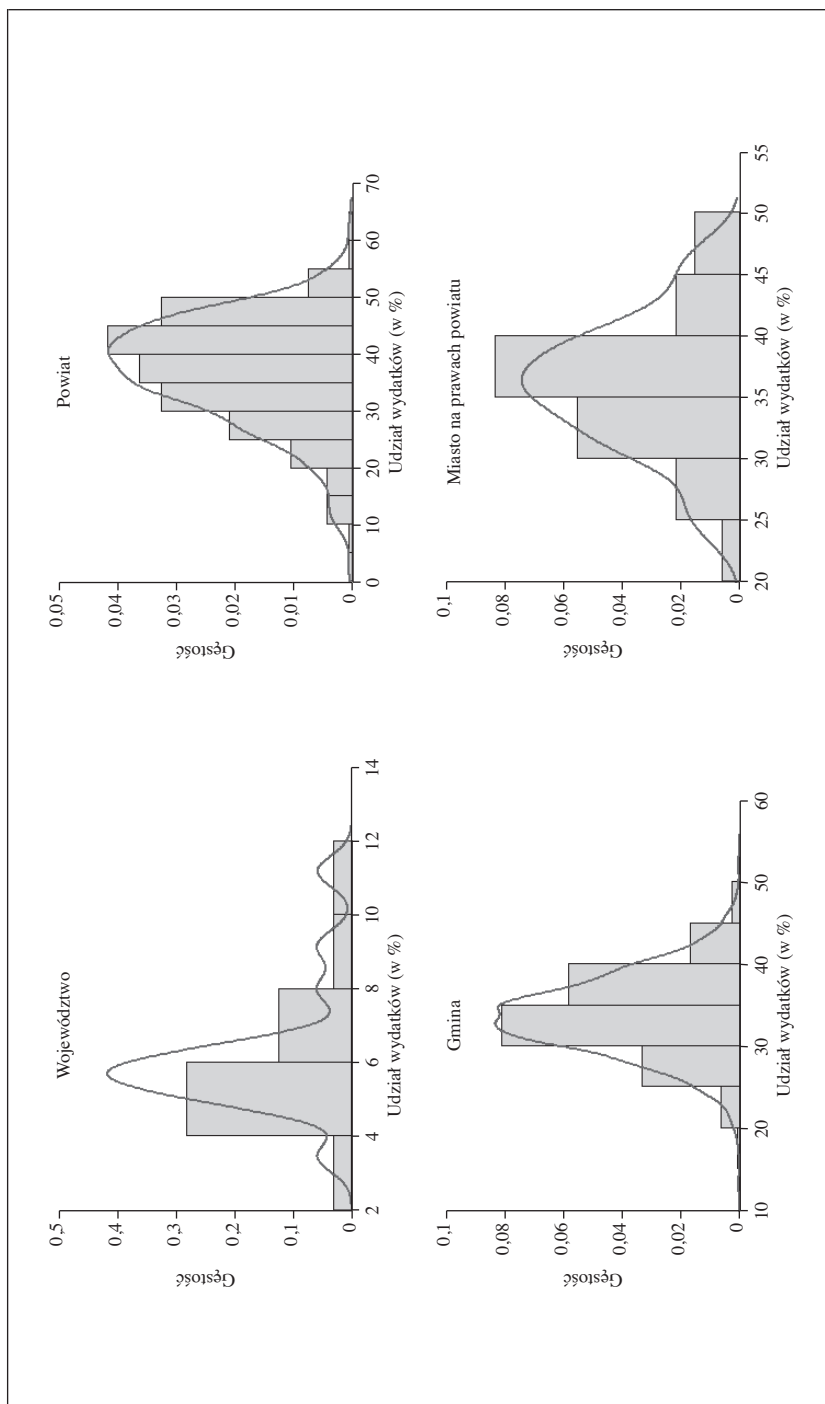 Województwo
Gęstość
0,5
0,4
0,3
0,2
0,1
0
2 4 6 8 10 12 14
Udział wydatków (w %)
Powiat
Gęstość
0,05
0,04
0,03
0,02
0,01
0
0 10 20 30 40 50 60 70
Udział wydatków (w %)
Gmina
Gęstość
0,1
0,08
0,06
0,04
0,02
0
10 20 30 40 50 60
Udział wydatków (w %)
Miasto na prawach powiatu
Gęstość
0,1
0,08
0,06
0,04
0,02
0
20 25 30 35 40 45 50 55
Udział wydatków (w %)